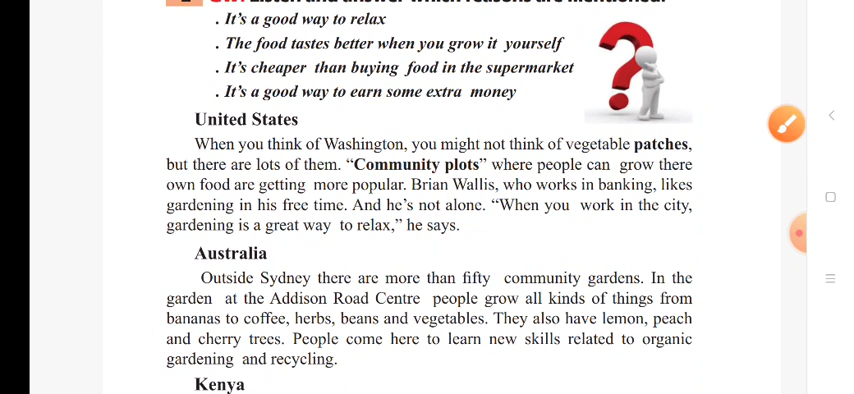 . It's a good way to relax
. The food tastes better when you grow it yourself
. It's cheaper than buying food in the supermarket
. It's a good way to earn some extra money
United States
When you think of Washington, you might not think of vegetable patches,
but there are lots of them. “Community plots” where people can grow there
own food are getting more popular. Brian Wallis, who works in banking, likes
gardening in his free time. And he's not alone. “When you work in the city,
gardening is a great way to relax,” he says.
Australia
Outside Sydney there are more than fifty community gardens. In the
garden at the Addison Road Centre people grow all kinds of things from
bananas to coffee, herbs, beans and vegetables. They also have lemon, peach
and cherry trees. People come here to learn new skills related to organic
gardening and recycling.
Kenya